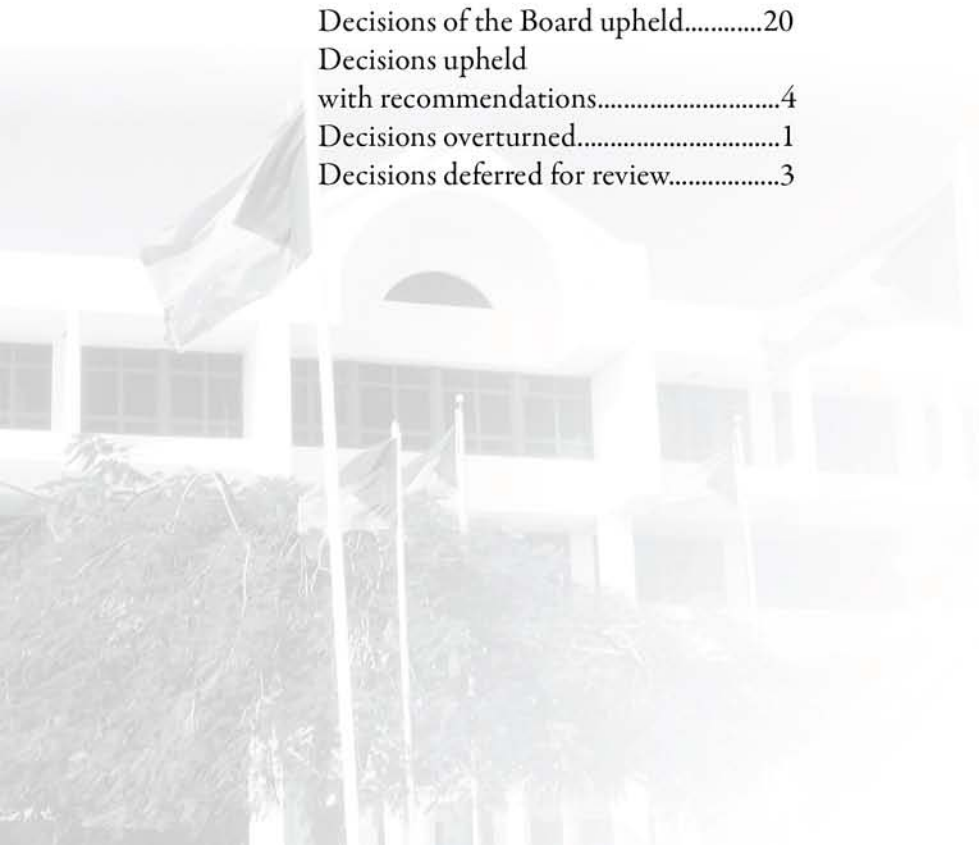 Decisions of the Board upheld............20
Decisions upheld
with recommendations............................4
Decisions overturned...............................1
Decisions deferred for review.................3